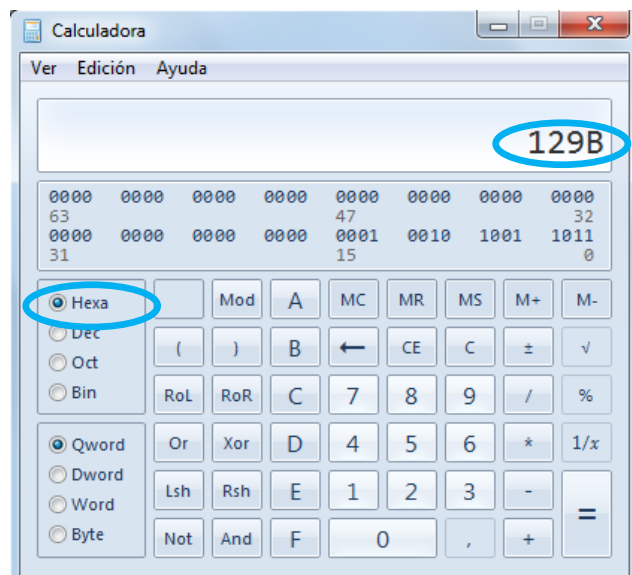 Calculadora
Ver Edición Ayuda
129B
0000 0000 0000 0000 0000 0000 0000 0000
63 47 32
0000 0000 0000 0000 0001 0010 1001 1011
31 15 0
Hexa Mod A MC MR MS M+ M-
Dec
( ) B ← CE C ± √
Oct
Bin RoL RoR C 7 8 9 / %
Qword Or Xor D 4 5 6 * 1/x
Dword
Lsh Rsh E 1 2 3 - =
Word
Byte Not And F 0 , +